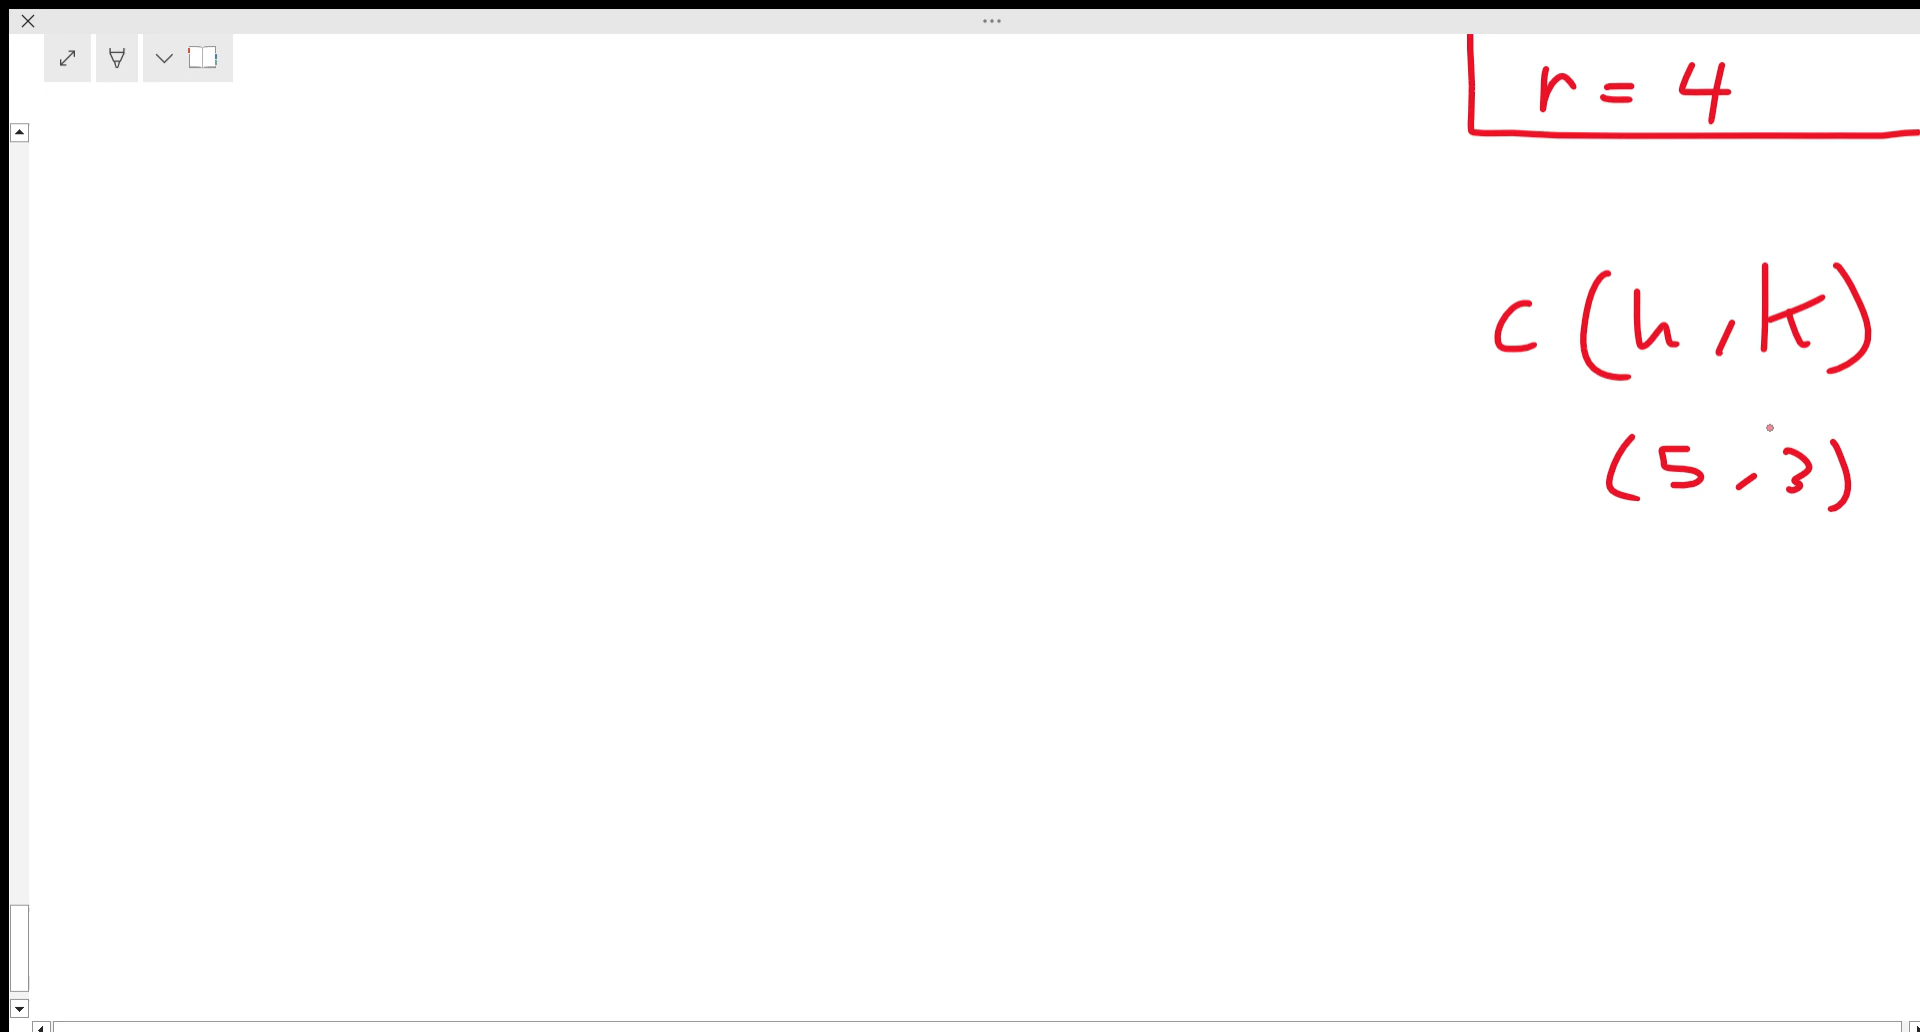 r = 4
c (h, k)
(5, 3)